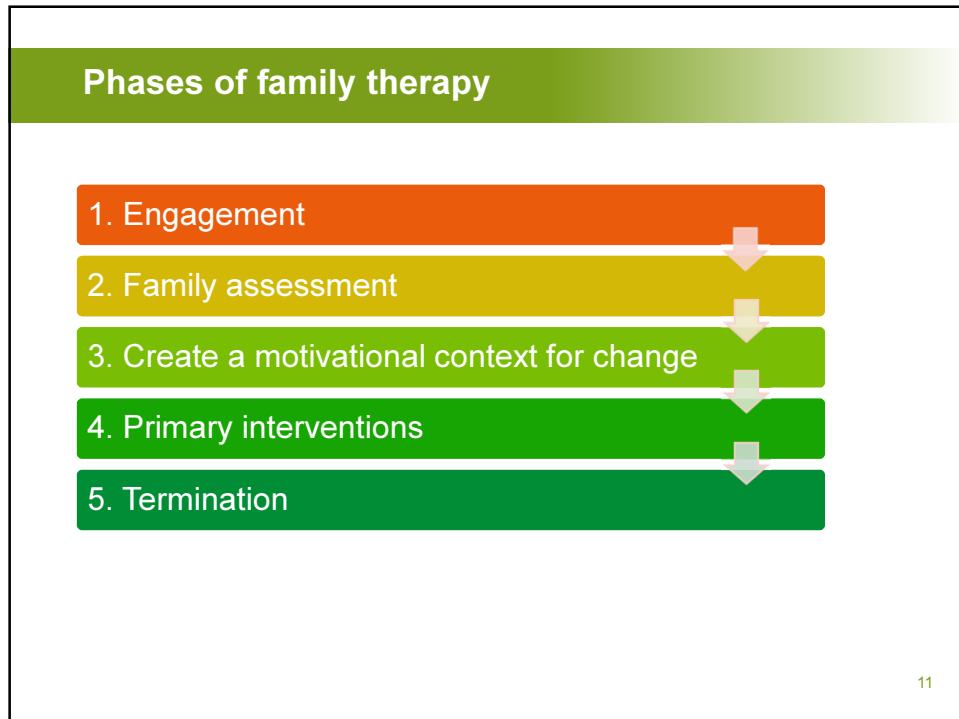 Phases of family therapy
1. Engagement
2. Family assessment
3. Create a motivational context for change
4. Primary interventions
5. Termination
11